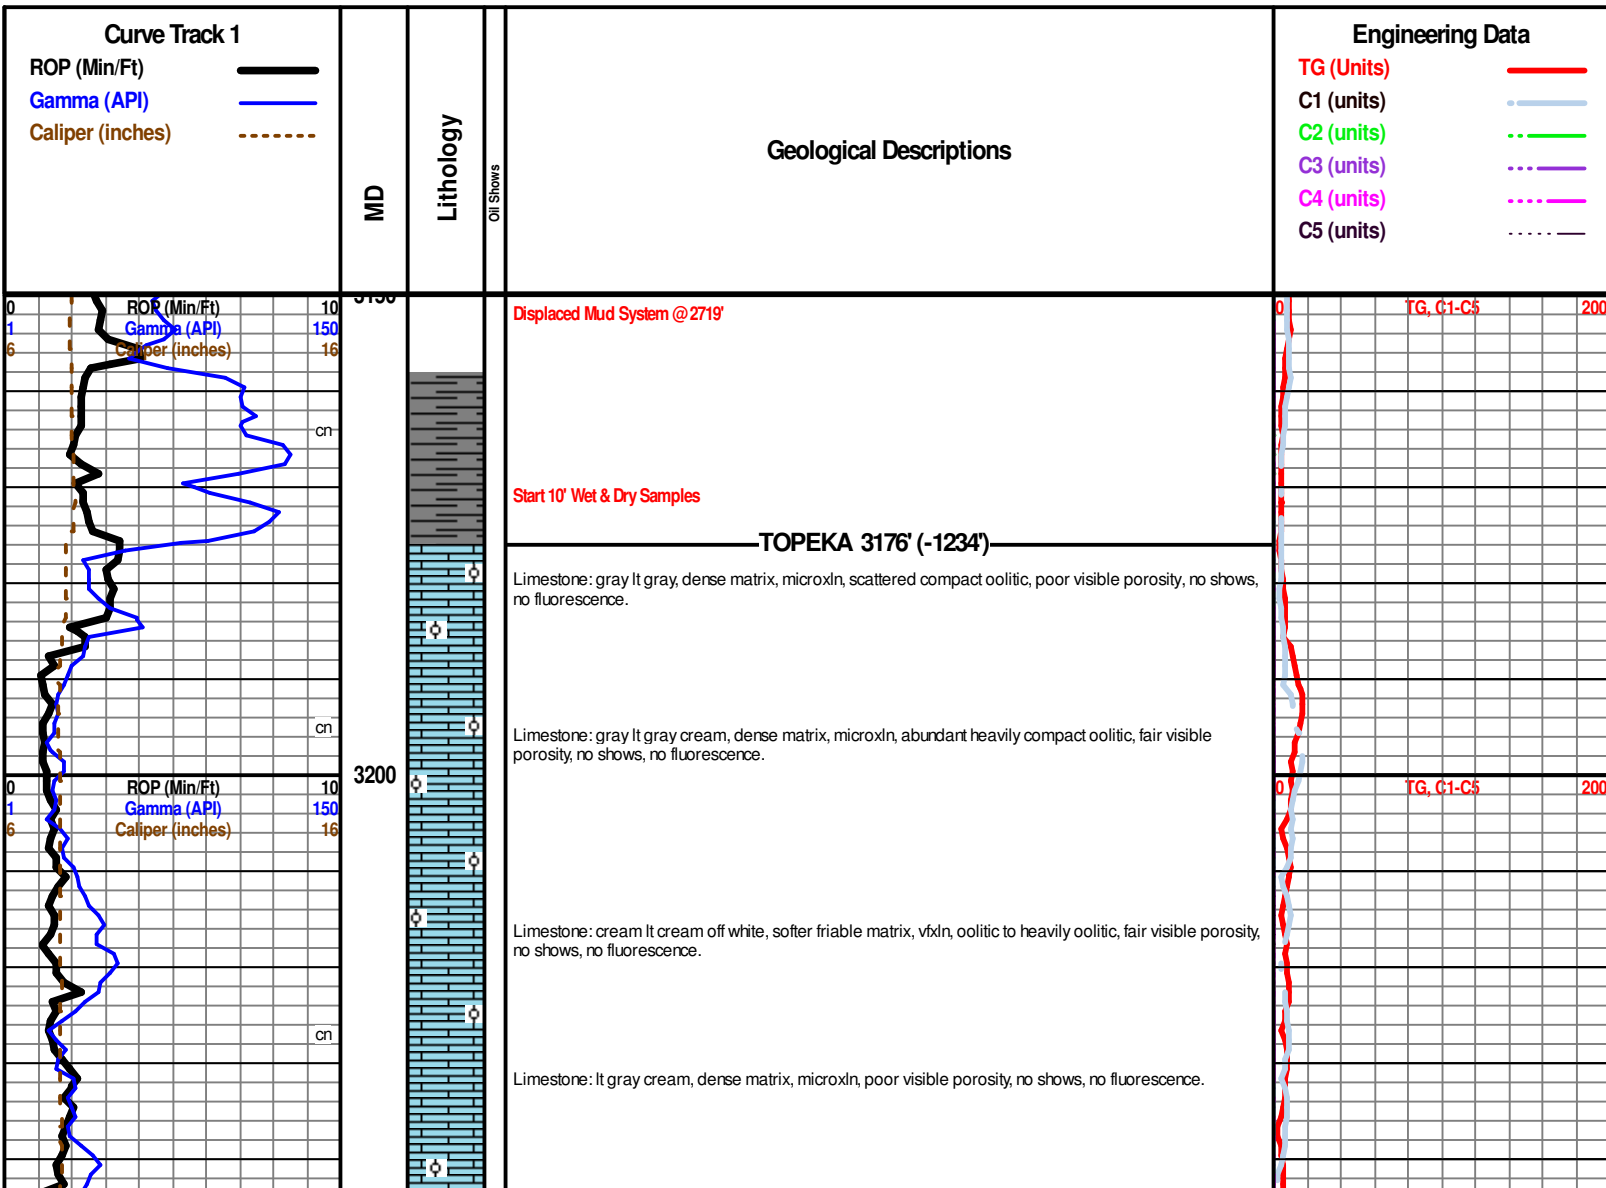 Curve Track 1
ROP (Min/Ft)
Gamma (API)
Caliper (inches)
MD
Lithology
Oil Shows
Geological Descriptions
Engineering Data
TG (Units)
C1 (units)
C2 (units)
C3 (units)
C4 (units)
C5 (units)
0 ROP (Min/Ft) 10
1 Gamma (API) 150
6 Caliper (inches) 16
3150
Displaced Mud System @ 2719'
0 TG, C1-C5 200
cn
Start 10' Wet & Dry Samples
TOPEKA 3176' (-1234')
Limestone: gray lt gray, dense matrix, microxln, scattered compact oolitic, poor visible porosity, no shows,
no fluorescence.
cn
Limestone: gray lt gray cream, dense matrix, microxln, abundant heavily compact oolitic, fair visible
porosity, no shows, no fluorescence.
3200
0 ROP (Min/Ft) 10
1 Gamma (API) 150
6 Caliper (inches) 16
0 TG, C1-C5 200
Limestone: cream lt cream off white, softer friable matrix, vfxln, oolitic to heavily oolitic, fair visible porosity,
no shows, no fluorescence.
cn
Limestone: lt gray cream, dense matrix, microxln, poor visible porosity, no shows, no fluorescence.